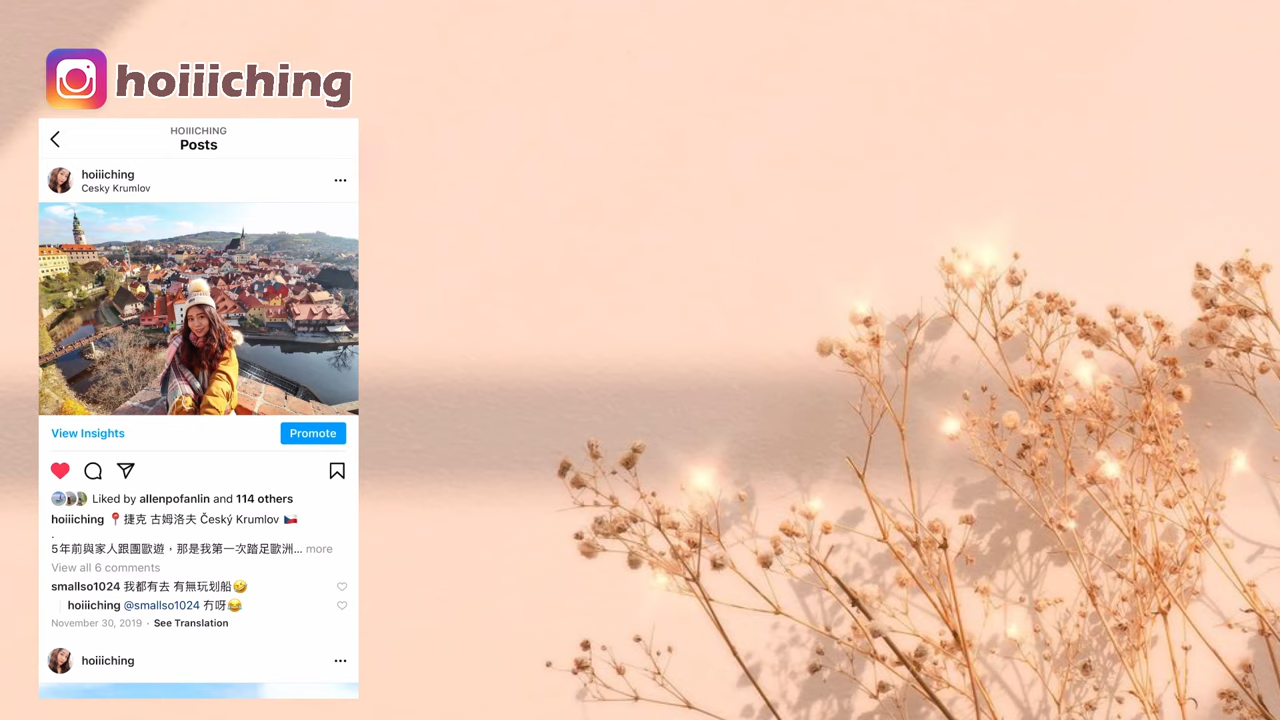 hoiiiching
HOIIICHING
Posts
hoiiiching
Cesky Krumlov
View Insights
Promote
Liked by allenpofanlin and 114 others
hoiiiching 📍捷克 古姆洛夫 Český Krumlov 🇨🇿
.
5年前與家人跟團歐遊，那是我第一次踏足歐洲... more
View all 6 comments
smallso1024 我都有去 有無玩划船🤣
hoiiiching @smallso1024 冇呀😂
November 30, 2019 · See Translation
hoiiiching